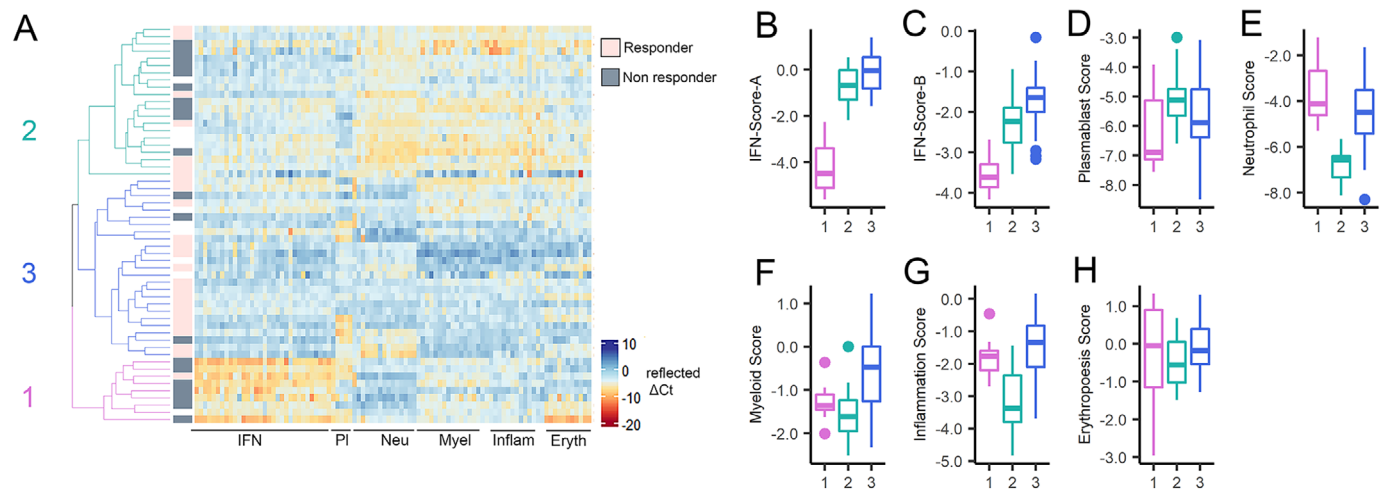 A
2
3
1
Responder
Non responder
10
0
-10
-20
reflected
ΔCt
IFN
Pl
Neu
Myel
Inflam
Eryth
B
IFN-Score-A
0.0
-2.0
-4.0
1 2 3
C
IFN-Score-B
0.0
-1.0
-2.0
-3.0
-4.0
1 2 3
D
Plasmablast Score
-3.0
-4.0
-5.0
-6.0
-7.0
-8.0
1 2 3
E
Neutrophil Score
-2.0
-4.0
-6.0
-8.0
1 2 3
F
Myeloid Score
1.0
0.0
-1.0
-2.0
1 2 3
G
Inflammation Score
0.0
-1.0
-2.0
-3.0
-4.0
-5.0
1 2 3
H
Erythropoesis Score
1.0
0.0
-1.0
-2.0
-3.0
1 2 3